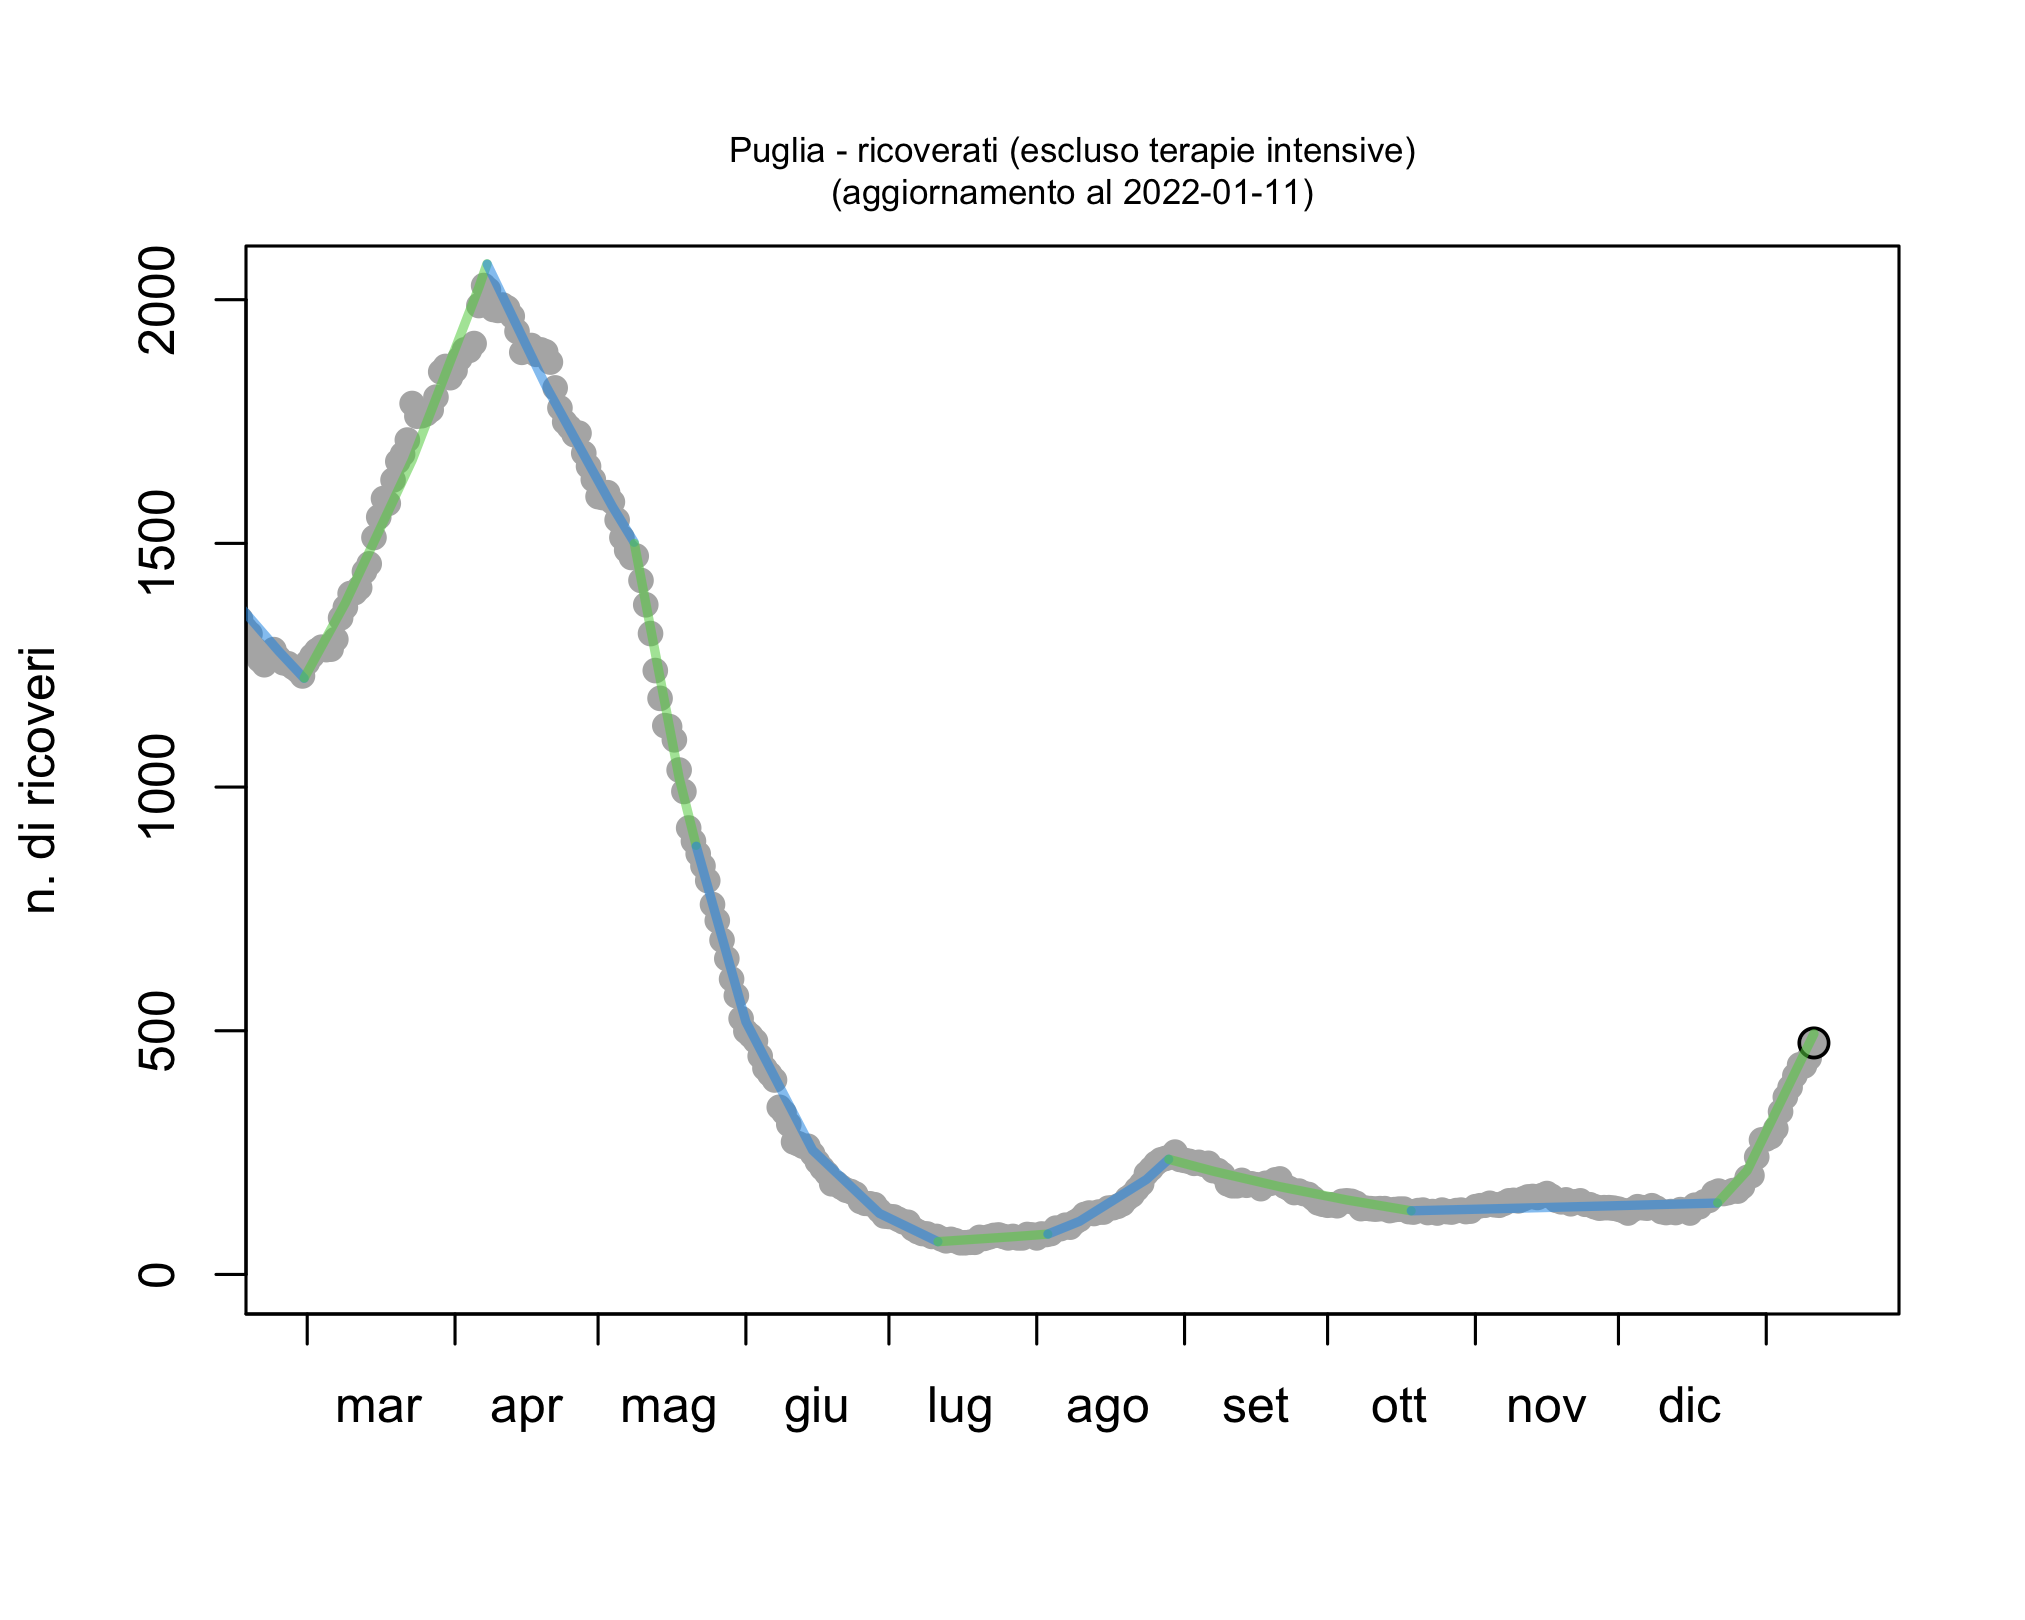 Puglia - ricoverati (escluso terapie intensive)
(aggiornamento al 2022-01-11)
n. di ricoveri
2000
1500
1000
500
0
mar apr mag giu lug ago set ott nov dic